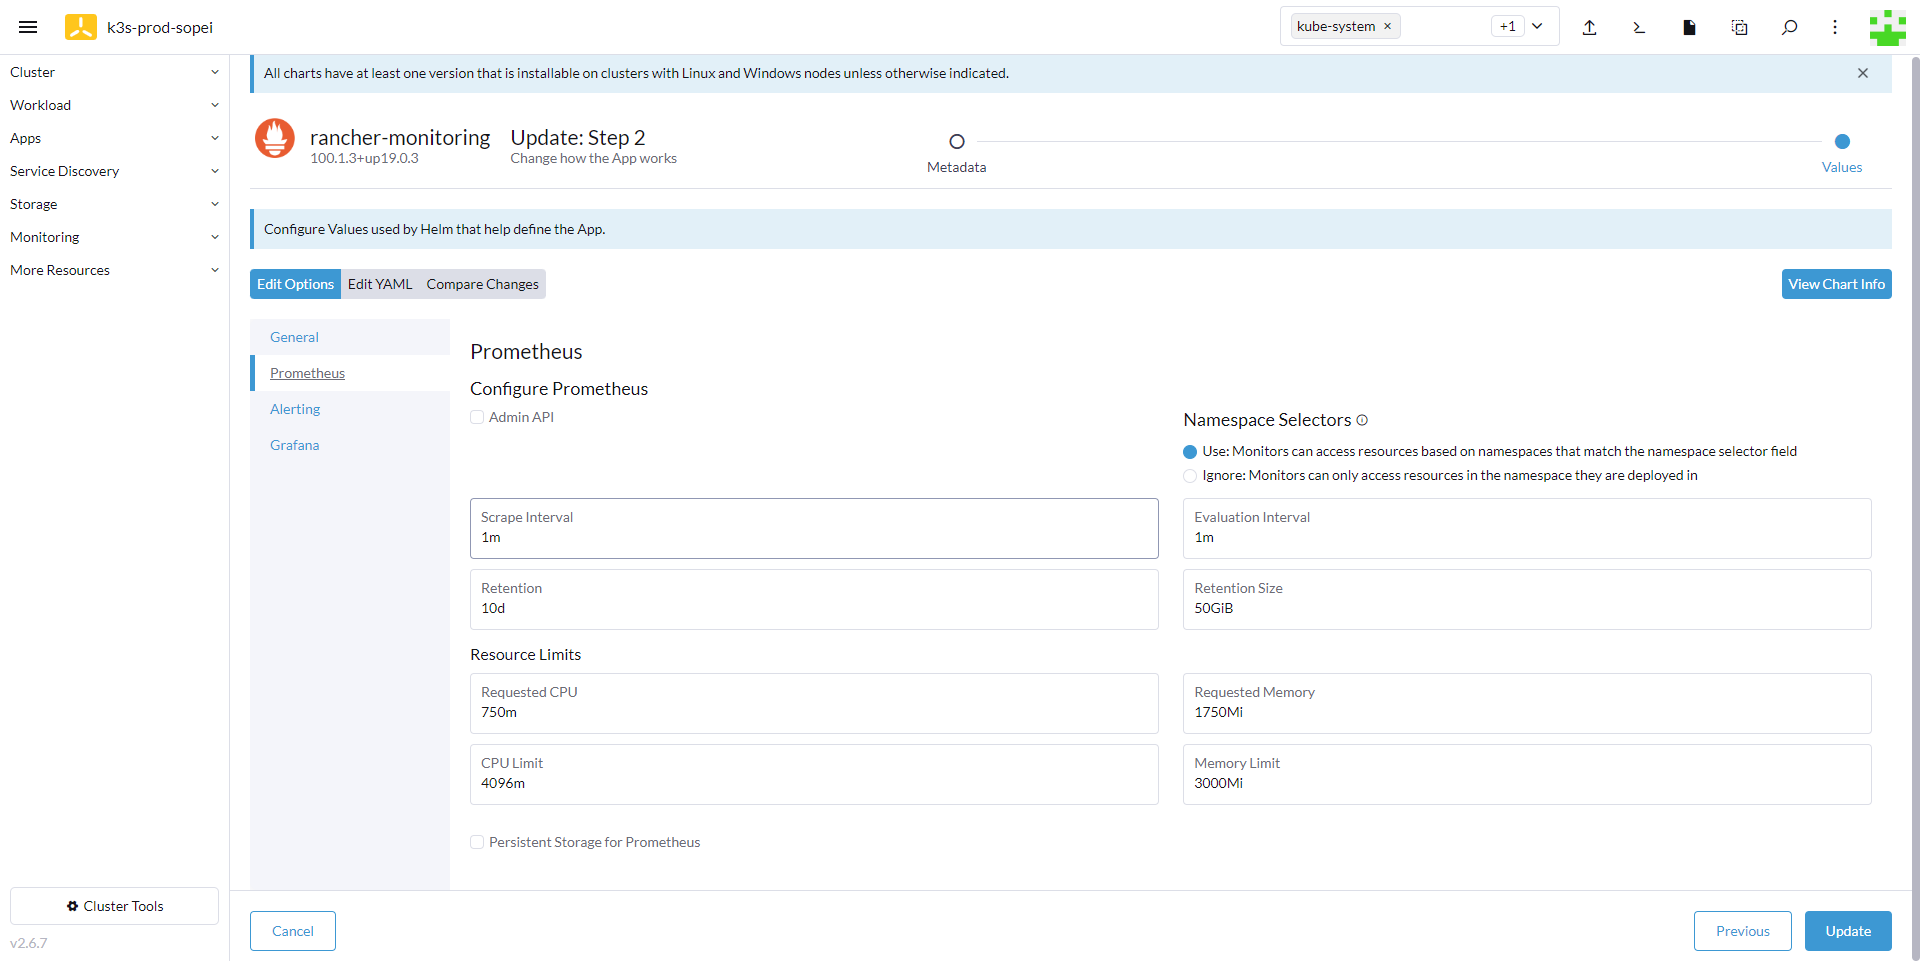 k3s-prod-sopei
kube-system ×
+1
Cluster
Workload
Apps
Service Discovery
Storage
Monitoring
More Resources
Cluster Tools
v2.6.7
All charts have at least one version that is installable on clusters with Linux and Windows nodes unless otherwise indicated.
rancher-monitoring
100.1.3+up19.0.3
Update: Step 2
Change how the App works
Metadata
Values
Configure Values used by Helm that help define the App.
Edit Options
Edit YAML
Compare Changes
View Chart Info
General
Prometheus
Alerting
Grafana
Prometheus
Configure Prometheus
Admin API
Namespace Selectors
Use: Monitors can access resources based on namespaces that match the namespace selector field
Ignore: Monitors can only access resources in the namespace they are deployed in
Scrape Interval
1m
Evaluation Interval
1m
Retention
10d
Retention Size
50GiB
Resource Limits
Requested CPU
750m
Requested Memory
1750Mi
CPU Limit
4096m
Memory Limit
3000Mi
Persistent Storage for Prometheus
Cancel
Previous
Update